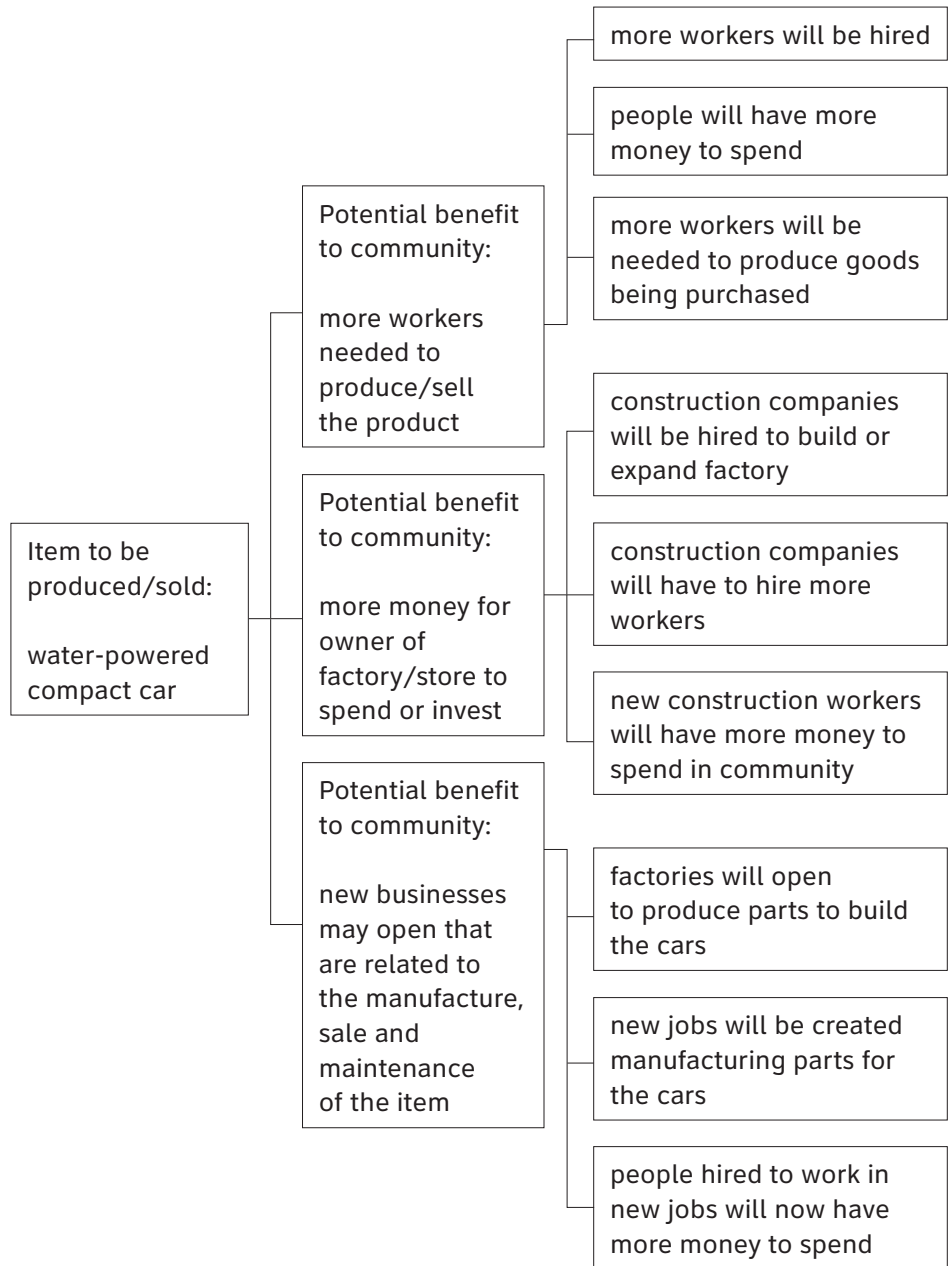 Item to be
produced/sold:
water-powered
compact car
Potential benefit
to community:
more workers
needed to
produce/sell
the product
more workers will be hired
people will have more
money to spend
more workers will be
needed to produce goods
being purchased
Potential benefit
to community:
more money for
owner of
factory/store to
spend or invest
construction companies
will be hired to build or
expand factory
construction companies
will have to hire more
workers
new construction workers
will have more money to
spend in community
Potential benefit
to community:
new businesses
may open that
are related to
the manufacture,
sale and
maintenance
of the item
factories will open
to produce parts to build
the cars
new jobs will be created
manufacturing parts for
the cars
people hired to work in
new jobs will now have
more money to spend